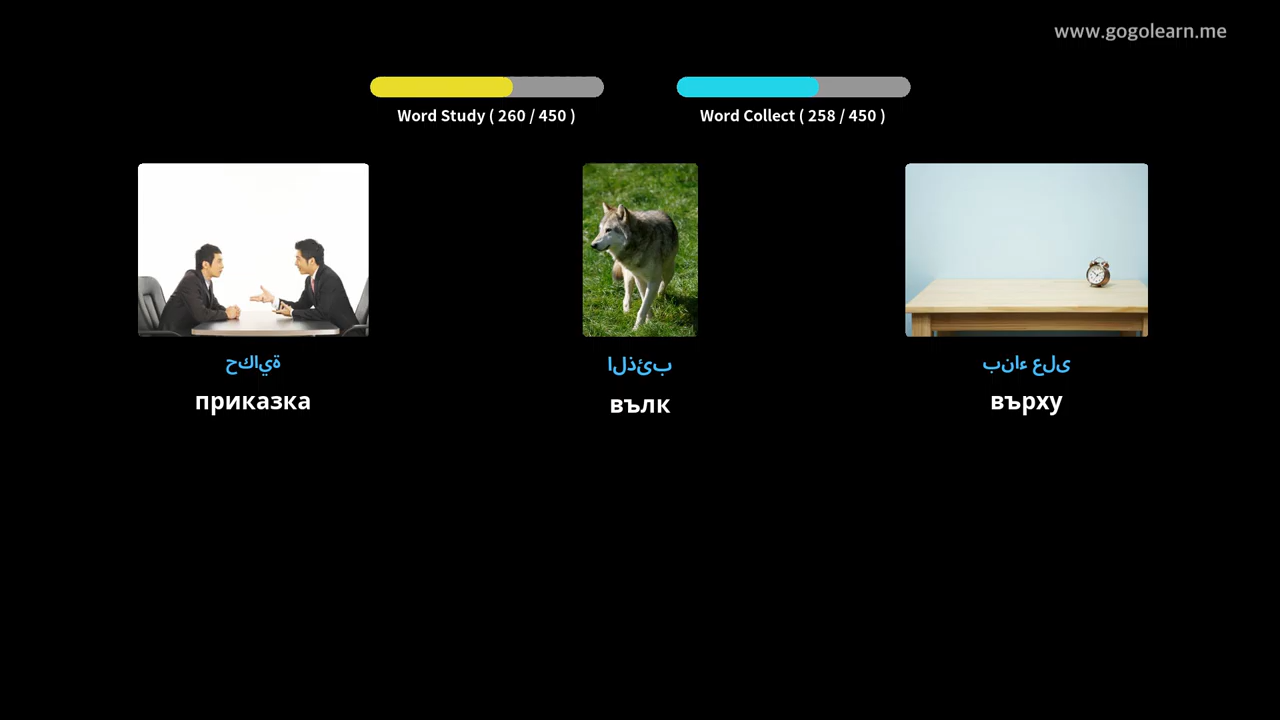 www.gogolearn.me
Word Study ( 260 / 450 )
Word Collect ( 258 / 450 )
حكاية
приказка
الذئب
вълк
بناء على
върху